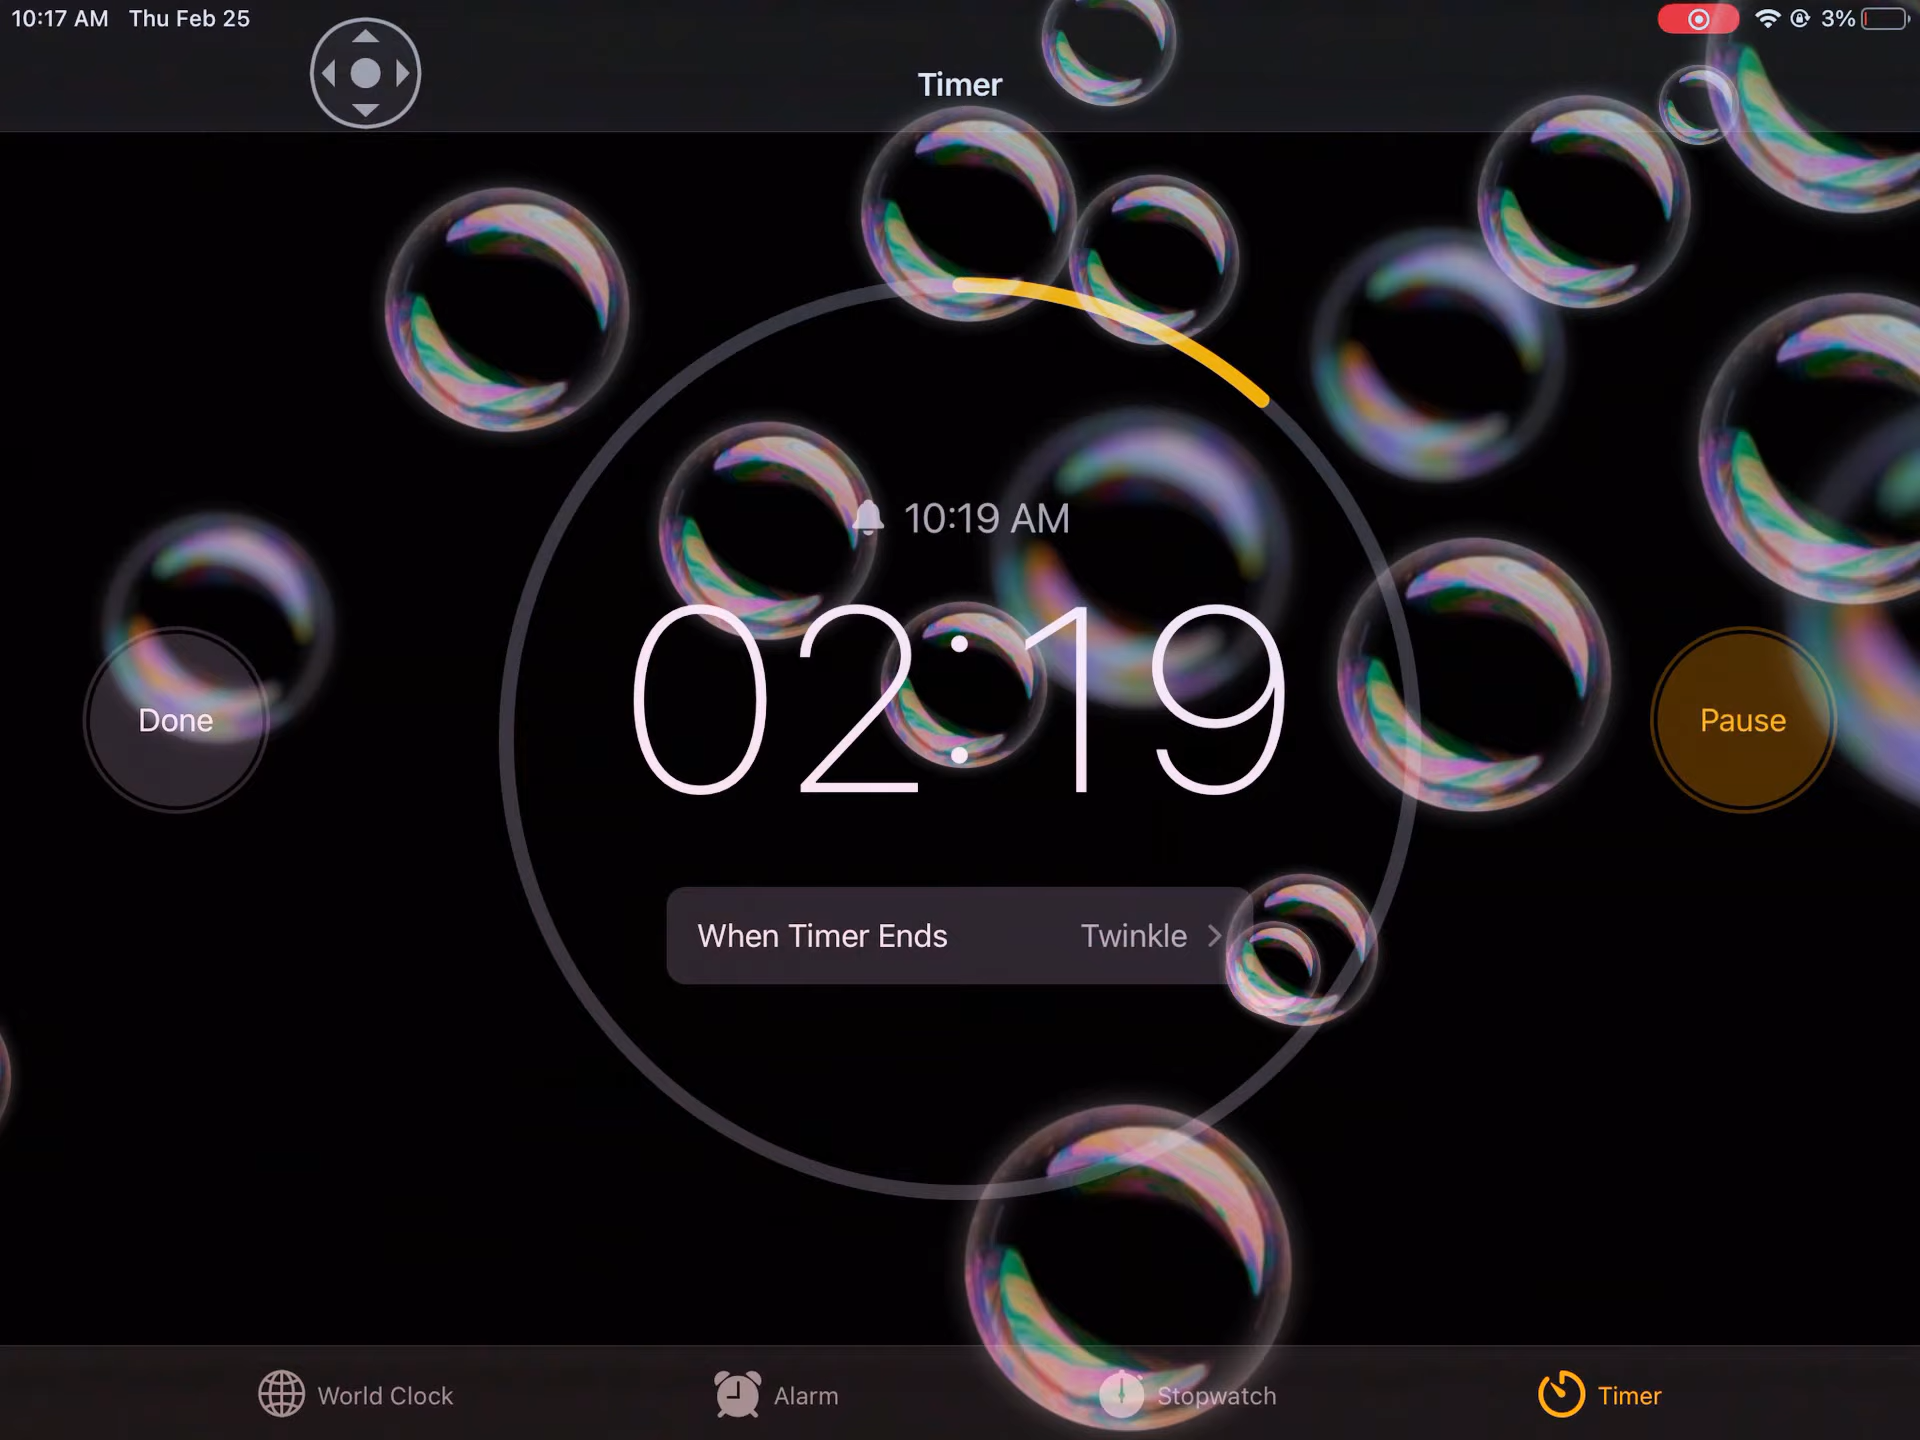 10:17 AM Thu Feb 25
3%
Timer
10:19 AM
02:19
Done
Pause
When Timer Ends Twinkle
World Clock Alarm Stopwatch Timer